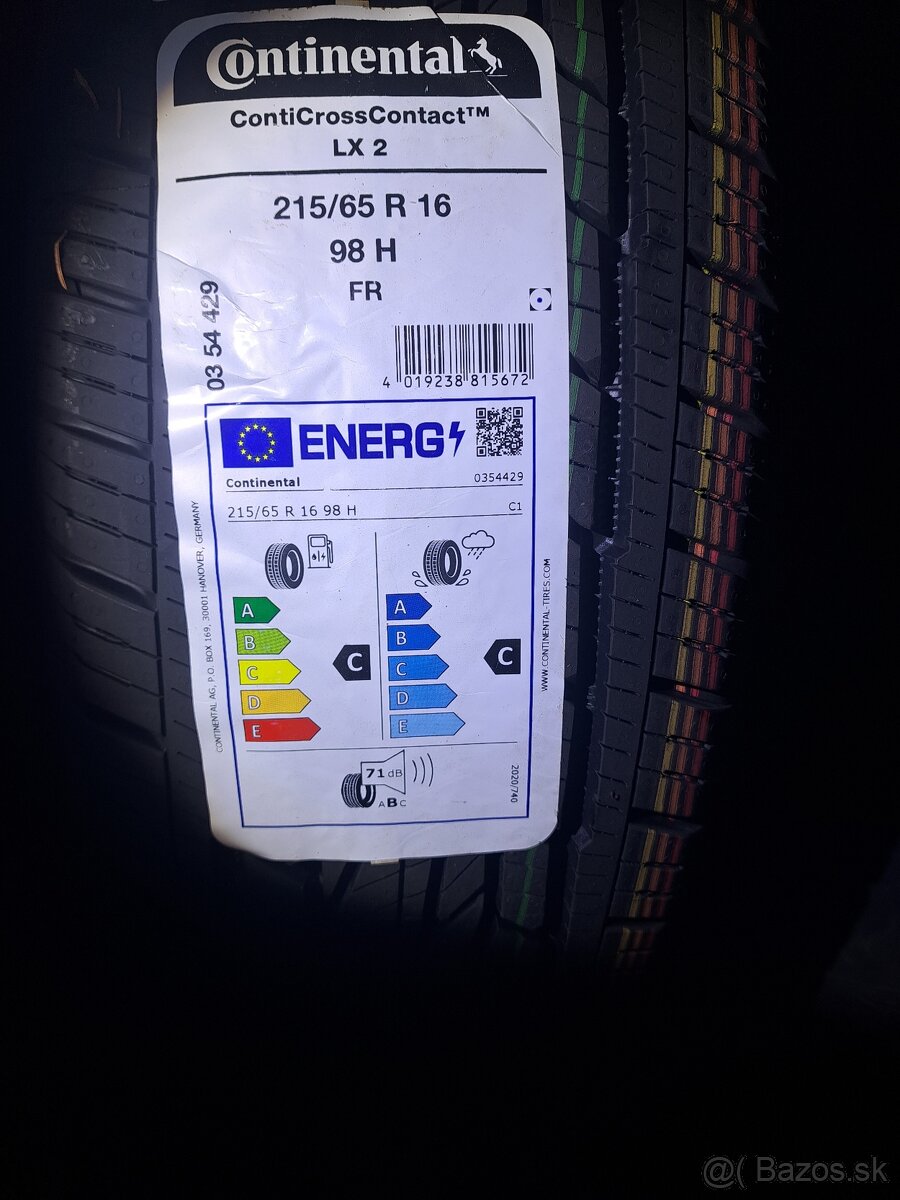 Continental
ContiCrossContact™
LX 2
215/65 R 16
98 H
FR
03 54 429
4 019238 815672
ENERG
Continental
0354429
215/65 R 16 98 H
C1
A
B
C
D
E
C
A
B
C
D
E
C
71 dB
A B C
2020/740
CONTINENTAL AG, P.O. BOX 169, 30001 HANOVER, GERMANY
WWW.CONTINENTAL-TIRES.COM
@( Bazos.sk